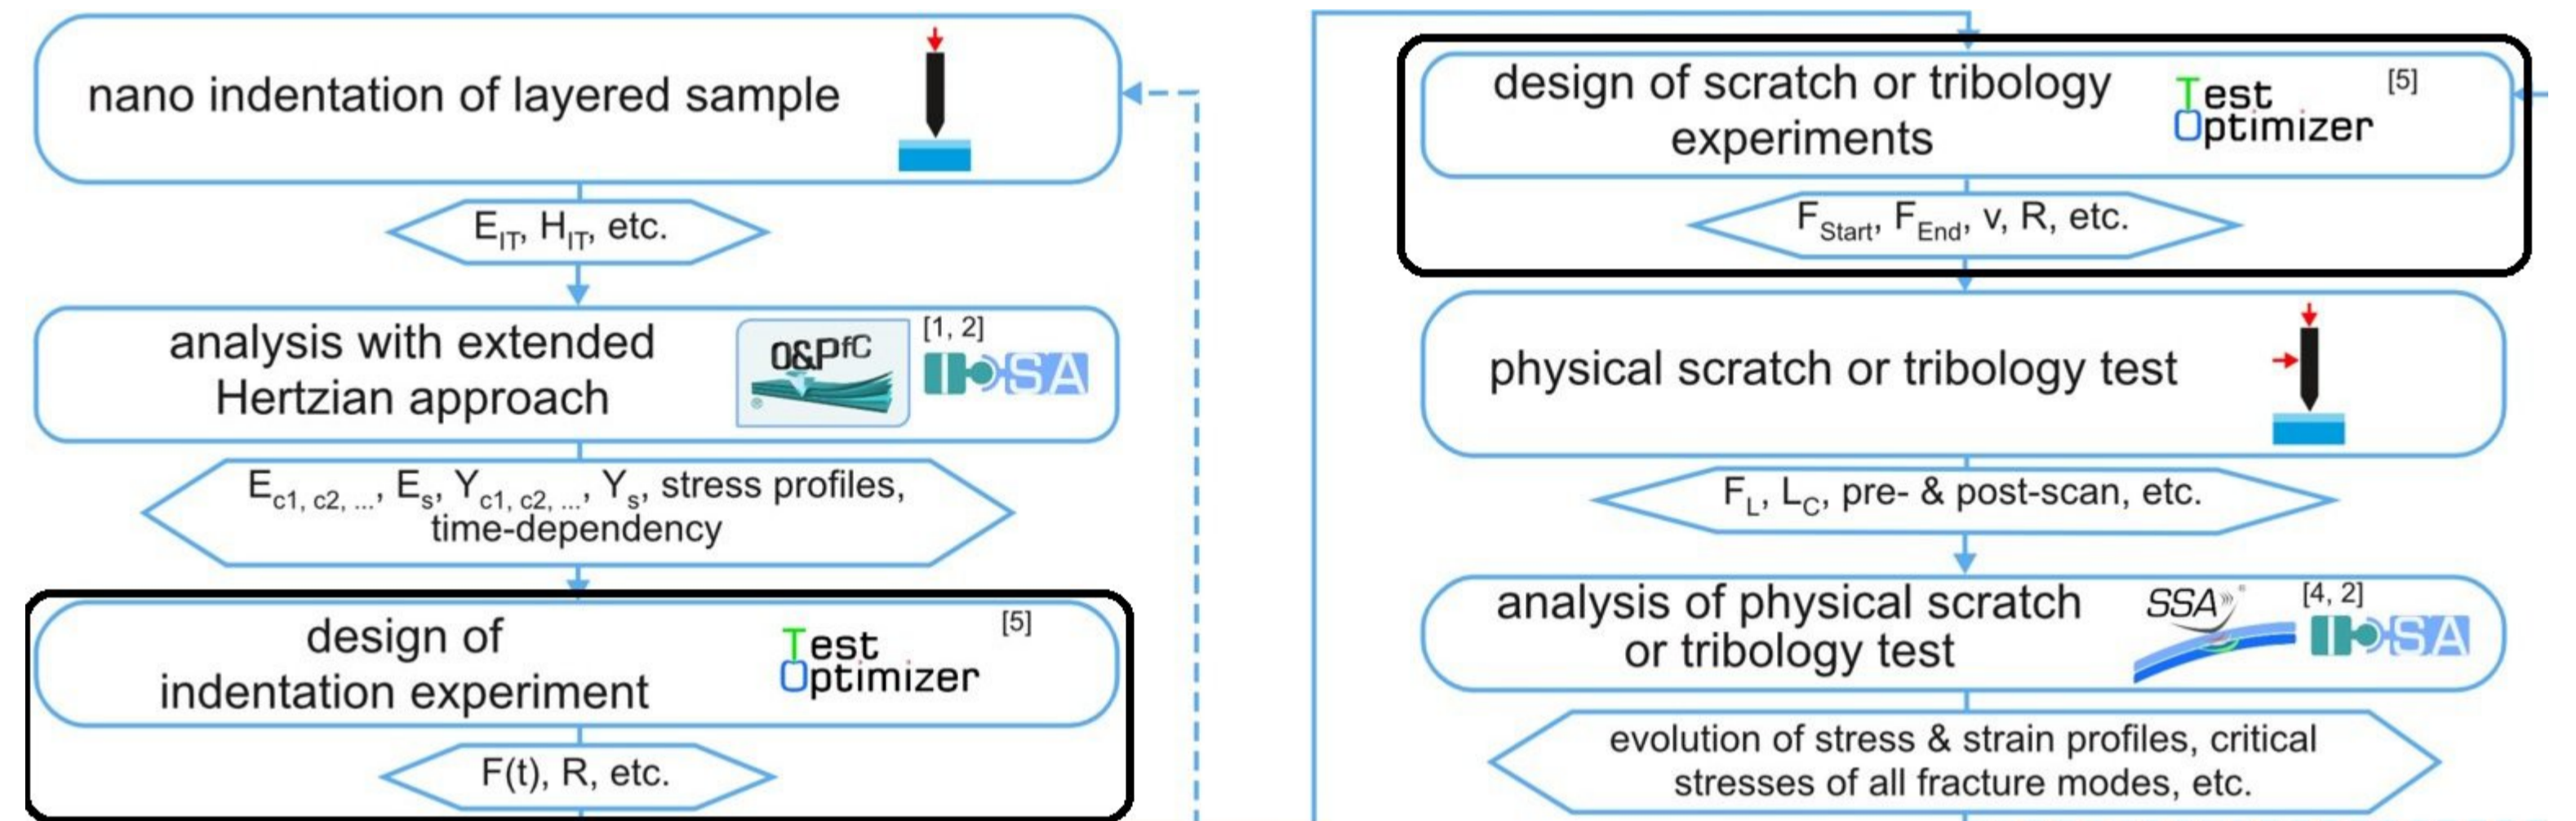 nano indentation of layered sample
E_IT, H_IT, etc.
analysis with extended
Hertzian approach
O&PfC
®
[1, 2]
SA
E_c1, c2, ..., E_s, Y_c1, c2, ..., Y_s, stress profiles,
time-dependency
design of
indentation experiment
Test
Optimizer
[5]
F(t), R, etc.
design of scratch or tribology
experiments
Test
Optimizer
[5]
F_Start, F_End, v, R, etc.
physical scratch or tribology test
F_L, L_C, pre- & post-scan, etc.
analysis of physical scratch
or tribology test
SSA
[4, 2]
SA
evolution of stress & strain profiles, critical
stresses of all fracture modes, etc.